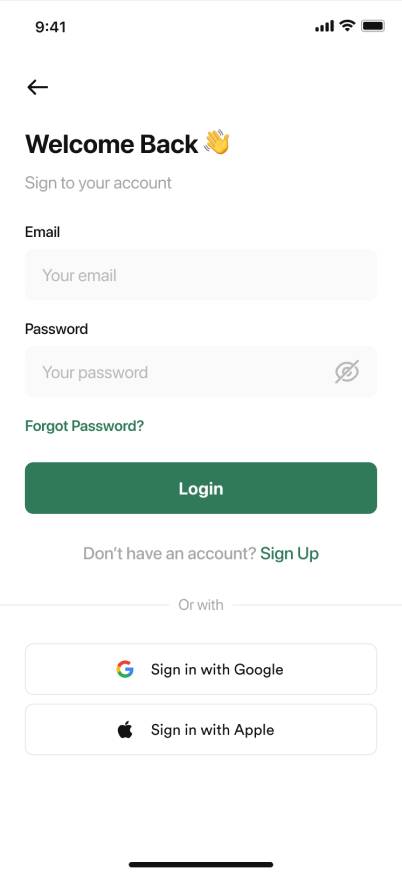 9:41
Welcome Back 👋
Sign to your account
Email
Your email
Password
Your password
Forgot Password?
Login
Don't have an account? Sign Up
Or with
Sign in with Google
Sign in with Apple